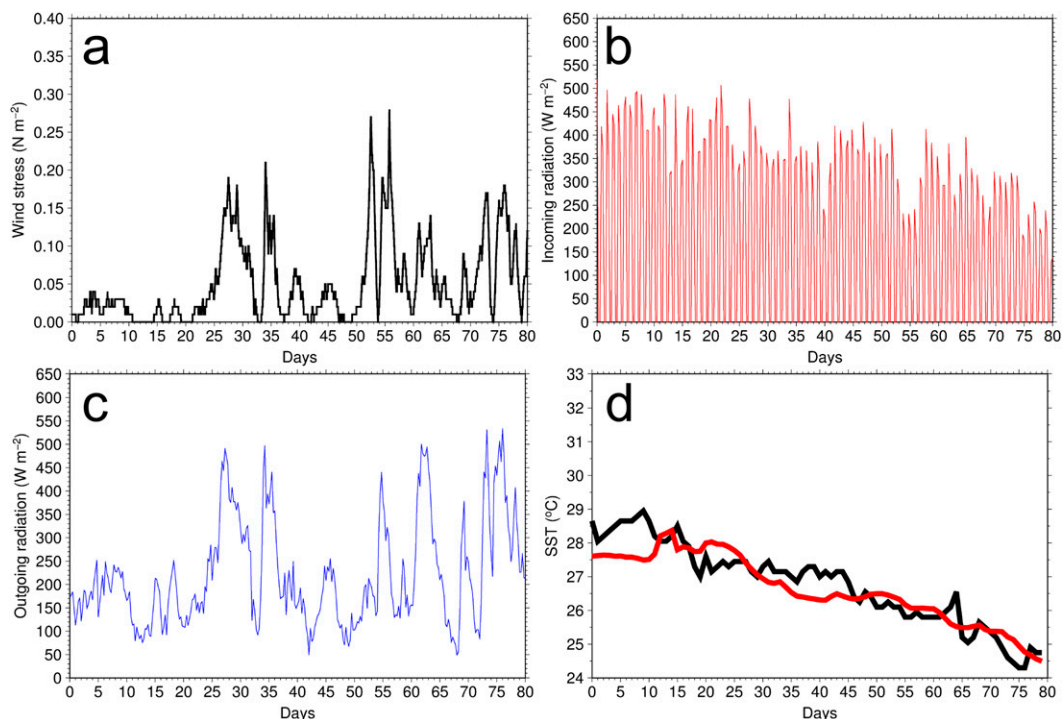 a
Wind stress (N m−2)
0.40
0.35
0.30
0.25
0.20
0.15
0.10
0.05
0.00
0 5 10 15 20 25 30 35 40 45 50 55 60 65 70 75 80
Days
b
Incoming radiation (W m−2)
650
600
550
500
450
400
350
300
250
200
150
100
50
0
0 5 10 15 20 25 30 35 40 45 50 55 60 65 70 75 80
Days
c
Outgoing radiation (W m−2)
650
600
550
500
450
400
350
300
250
200
150
100
50
0
0 5 10 15 20 25 30 35 40 45 50 55 60 65 70 75 80
Days
d
SST (ºC)
33
32
31
30
29
28
27
26
25
24
0 5 10 15 20 25 30 35 40 45 50 55 60 65 70 75 80
Days